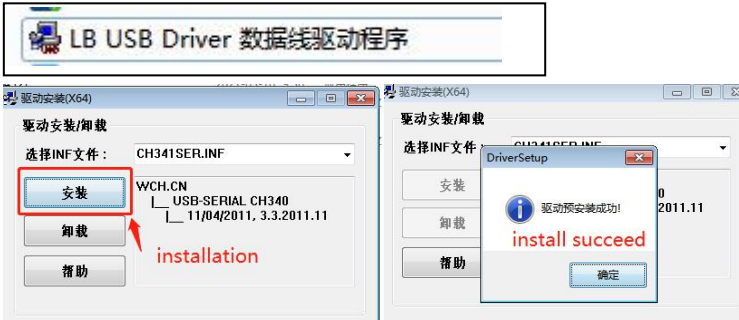 LB USB Driver 数据线驱动程序
驱动安装(X64)
驱动安装/卸载
选择INF文件：
CH341SER.INF
安装
卸载
帮助
WCH.CN
|__ USB-SERIAL CH340
|__ 11/04/2011, 3.3.2011.11
installation
驱动安装(X64)
驱动安装/卸载
选择INF文件：
CH341SER.INF
安装
卸载
帮助
2011.11
DriverSetup
驱动预安装成功!
install succeed
确定